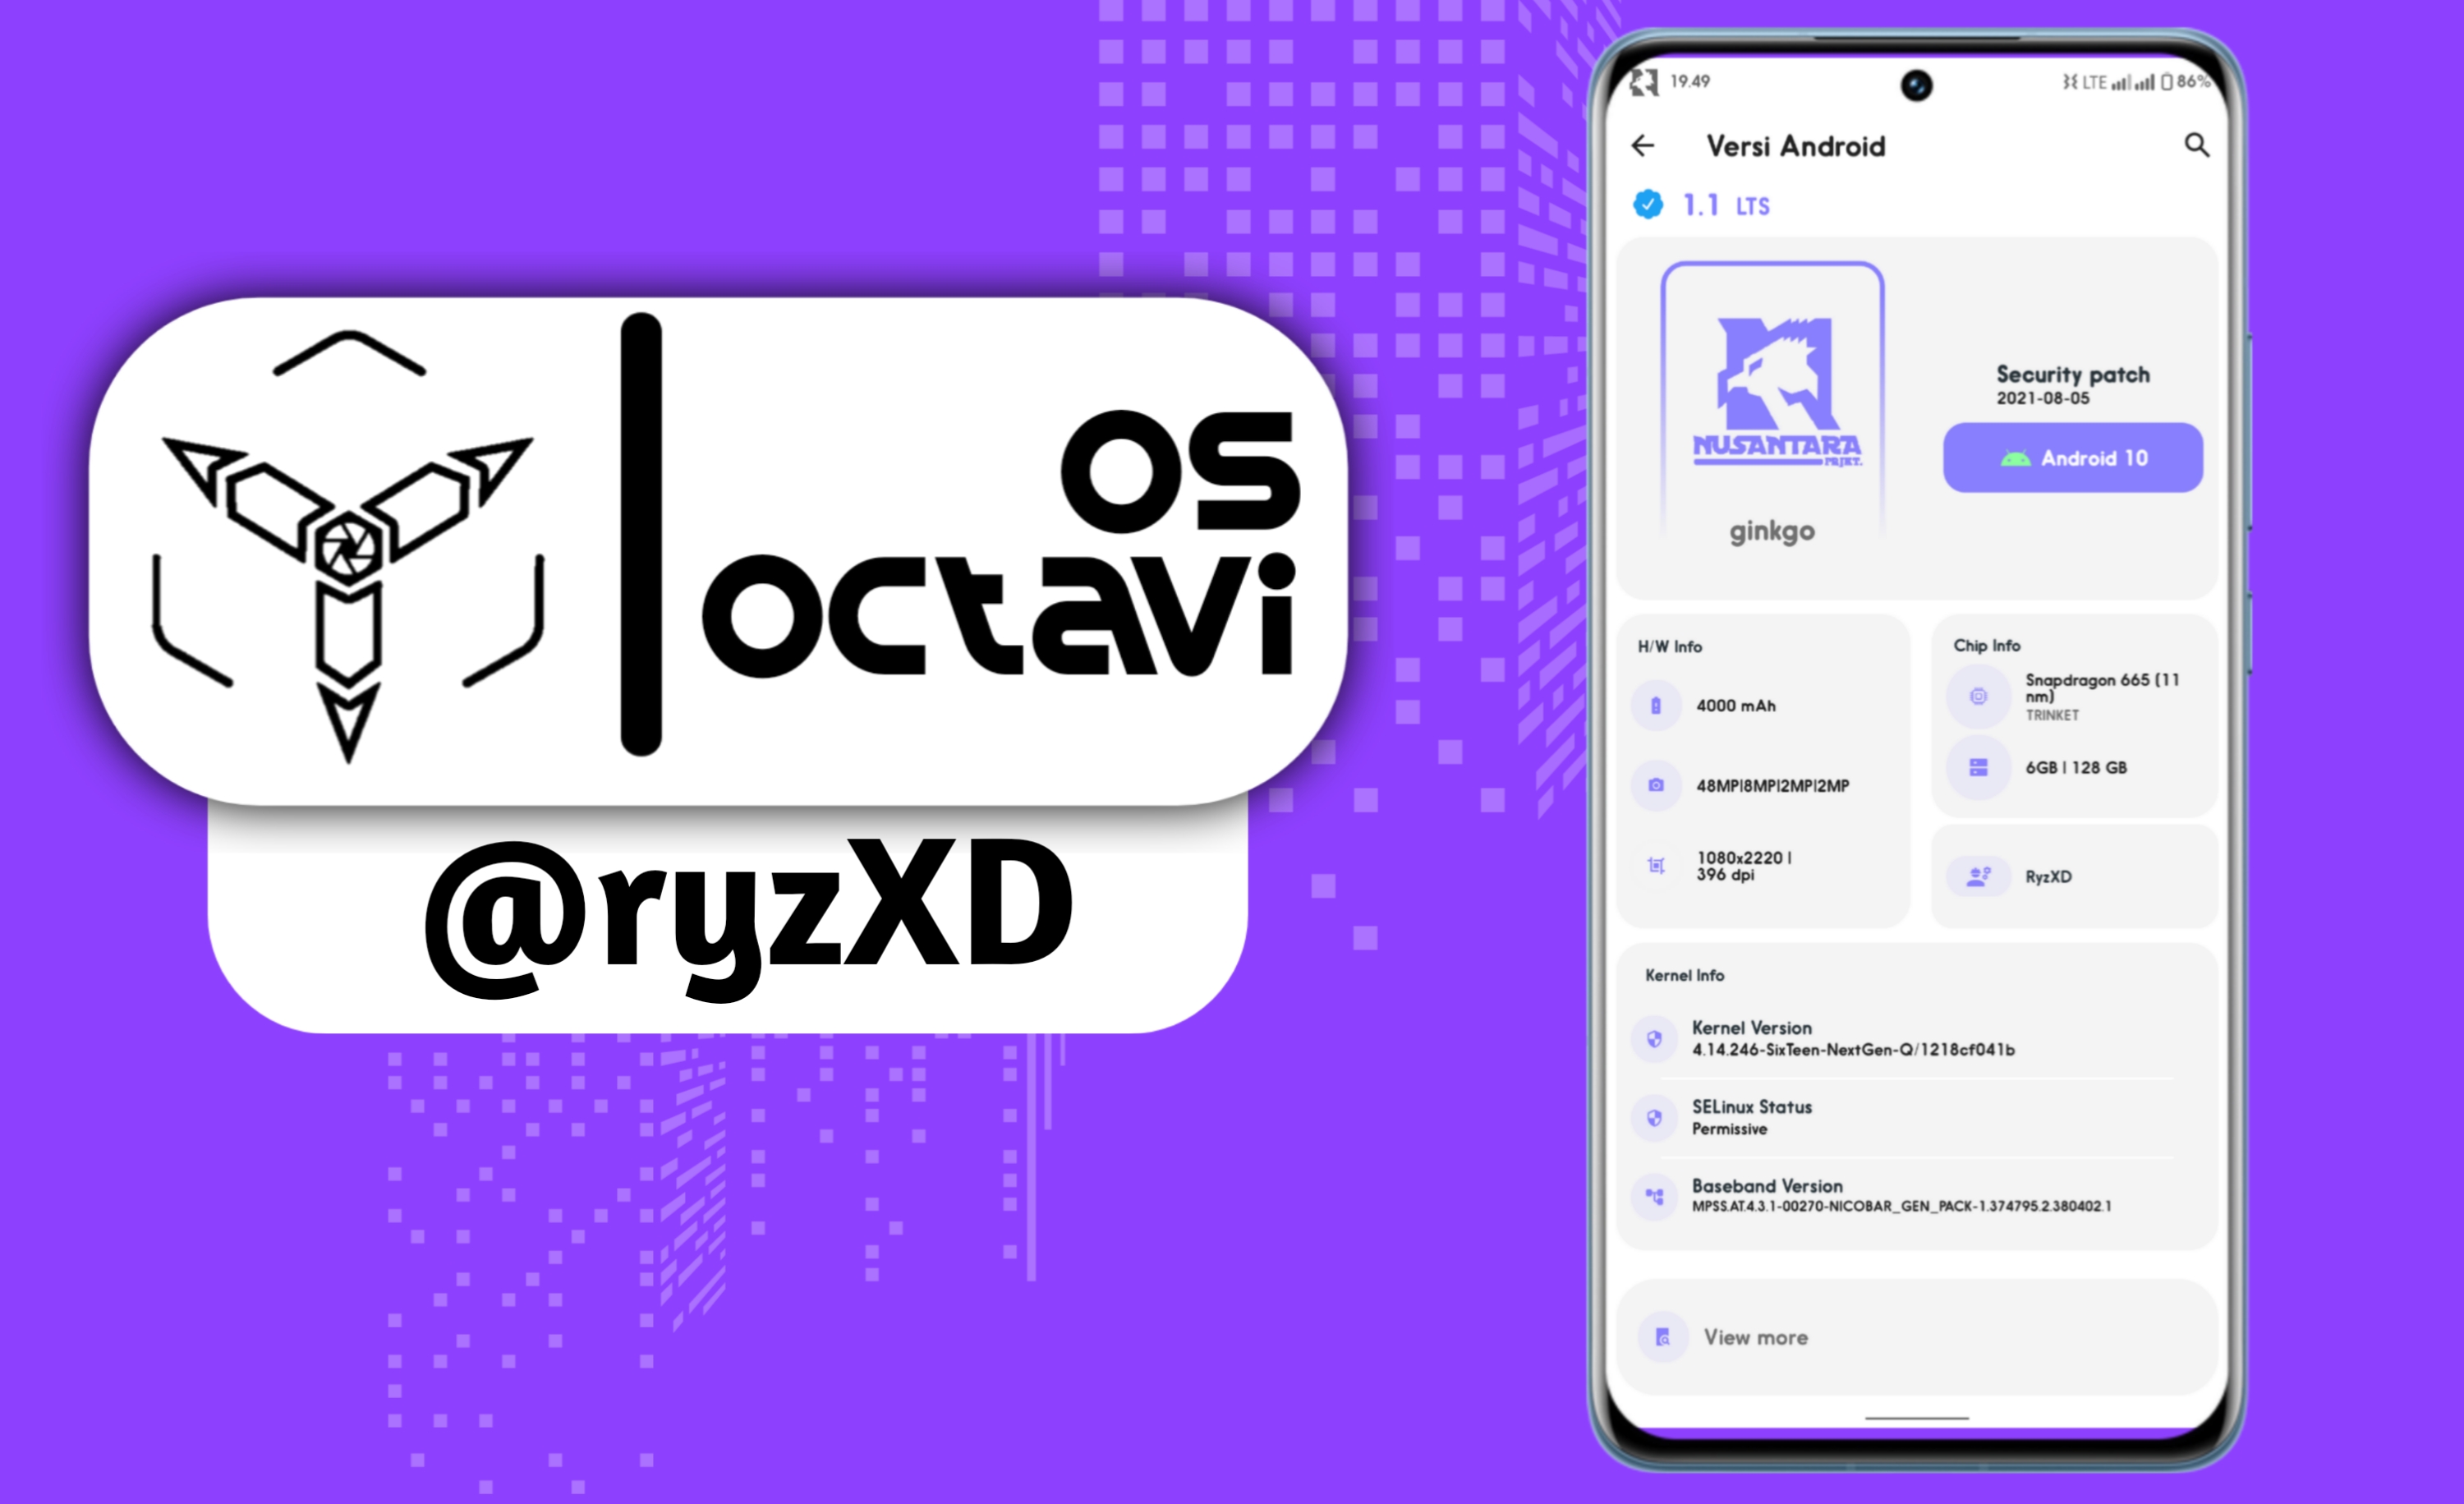 OS
octavi
@ryzXD
19.49
LTE 86%
Versi Android
1.1 LTS
NUSANTARA
PRJKT.
ginkgo
Security patch
2021-08-05
Android 10
H/W Info
4000 mAh
48MP|8MP|2MP|2MP
1080x2220 |
396 dpi
Chip Info
Snapdragon 665 (11
nm)
TRINKET
6GB | 128 GB
RyzXD
Kernel Info
Kernel Version
4.14.246-SixTeen-NextGen-Q/1218cf041b
SELinux Status
Permissive
Baseband Version
MPSS.AT.4.3.1-00270-NICOBAR_GEN_PACK-1.374795.2.380402.1
View more